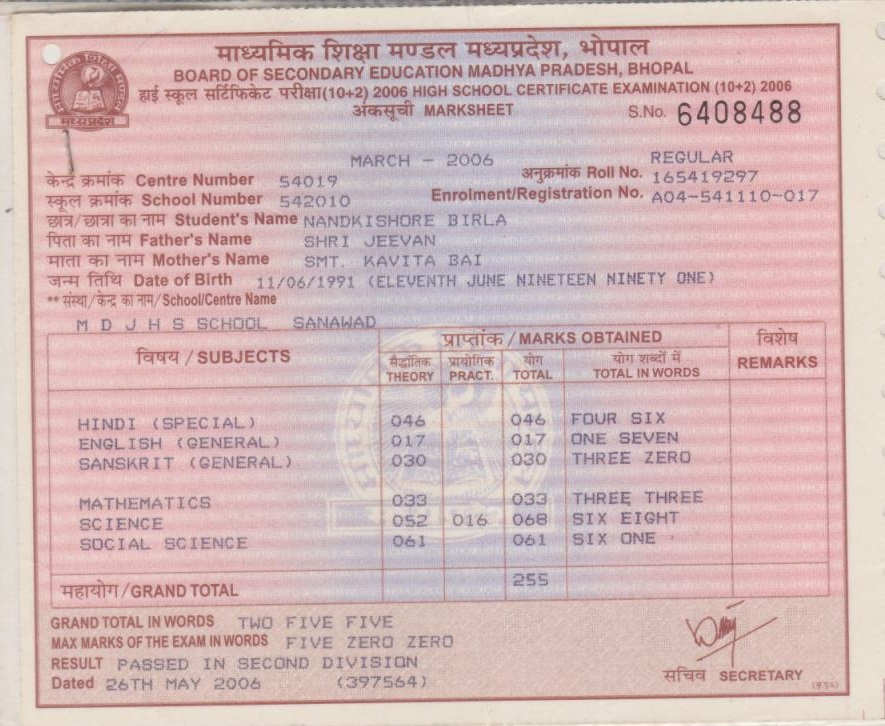 माध्यमिक शिक्षा मण्डल मध्यप्रदेश, भोपाल
BOARD OF SECONDARY EDUCATION MADHYA PRADESH, BHOPAL
हाई स्कूल सर्टिफिकेट परीक्षा(10+2) 2006 HIGH SCHOOL CERTIFICATE EXAMINATION (10+2) 2006
अंकसूची MARKSHEET S.No. 6408488
मध्यप्रदेश
MARCH - 2006 REGULAR
केन्द्र क्रमांक Centre Number 54019 अनुक्रमांक Roll No. 165419297
स्कूल क्रमांक School Number 542010 Enrolment/Registration No. A04-541110-017
छात्र/छात्रा का नाम Student's Name NANDKISHORE BIRLA
पिता का नाम Father's Name SHRI JEEVAN
माता का नाम Mother's Name SMT. KAVITA BAI
जन्म तिथि Date of Birth 11/06/1991 (ELEVENTH JUNE NINETEEN NINETY ONE)
** संस्था/केन्द्र का नाम/School/Centre Name
M D J H S SCHOOL SANAWAD
विषय / SUBJECTS प्राप्तांक / MARKS OBTAINED विशेष REMARKS
सैद्धांतिक THEORY प्रायोगिक PRACT. योग TOTAL योग शब्दों में TOTAL IN WORDS
HINDI (SPECIAL) 046 046 FOUR SIX
ENGLISH (GENERAL) 017 017 ONE SEVEN
SANSKRIT (GENERAL) 030 030 THREE ZERO
MATHEMATICS 033 033 THREE THREE
SCIENCE 052 016 068 SIX EIGHT
SOCIAL SCIENCE 061 061 SIX ONE
महायोग/GRAND TOTAL 255
GRAND TOTAL IN WORDS TWO FIVE FIVE
MAX MARKS OF THE EXAM IN WORDS FIVE ZERO ZERO
RESULT PASSED IN SECOND DIVISION
Dated 26TH MAY 2006 (397564)
सचिव SECRETARY